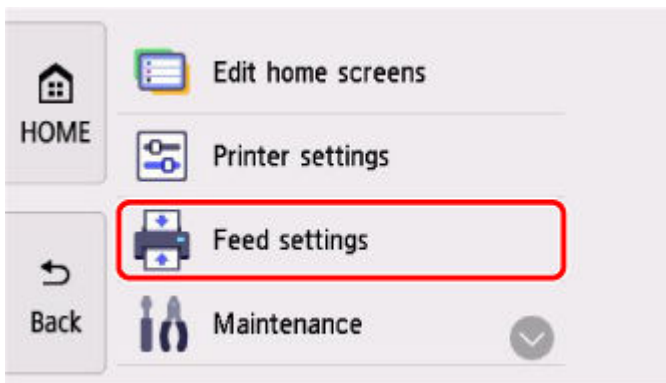 HOME
Back
Edit home screens
Printer settings
Feed settings
Maintenance